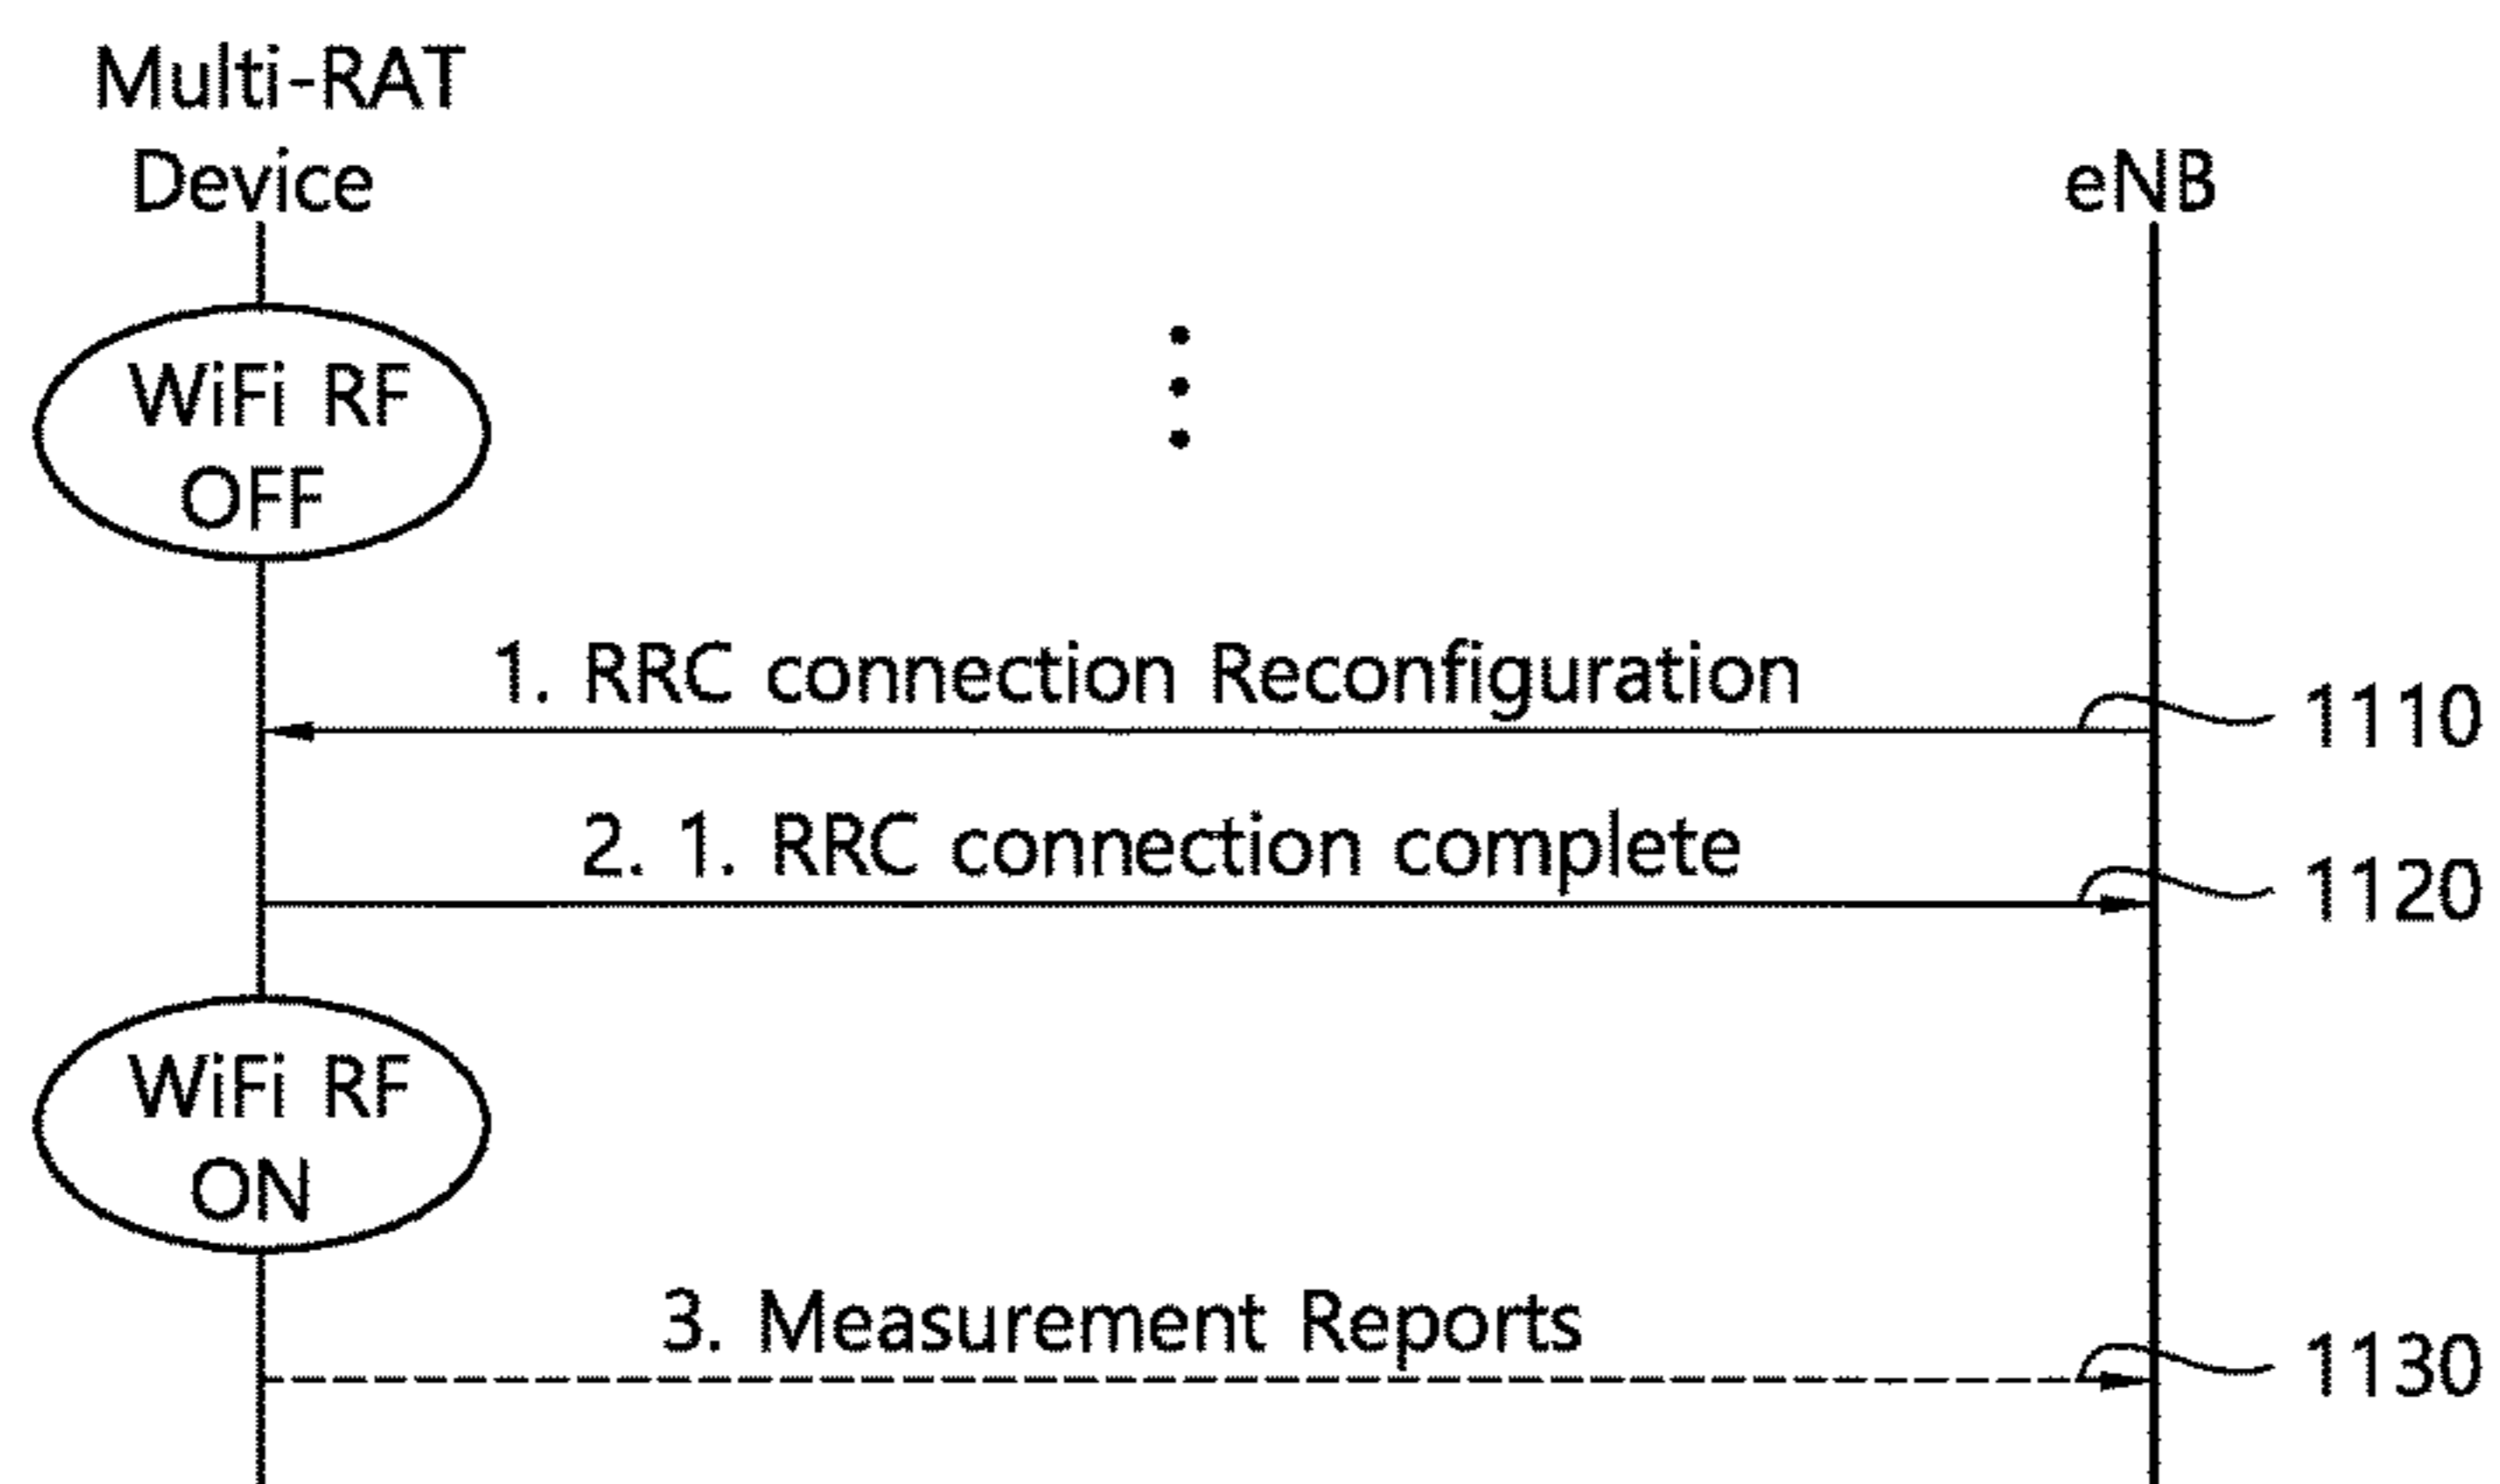 Multi-RAT
Device
eNB
WiFi RF
OFF
1. RRC connection Reconfiguration
1110
2. 1. RRC connection complete
1120
WiFi RF
ON
3. Measurement Reports
1130